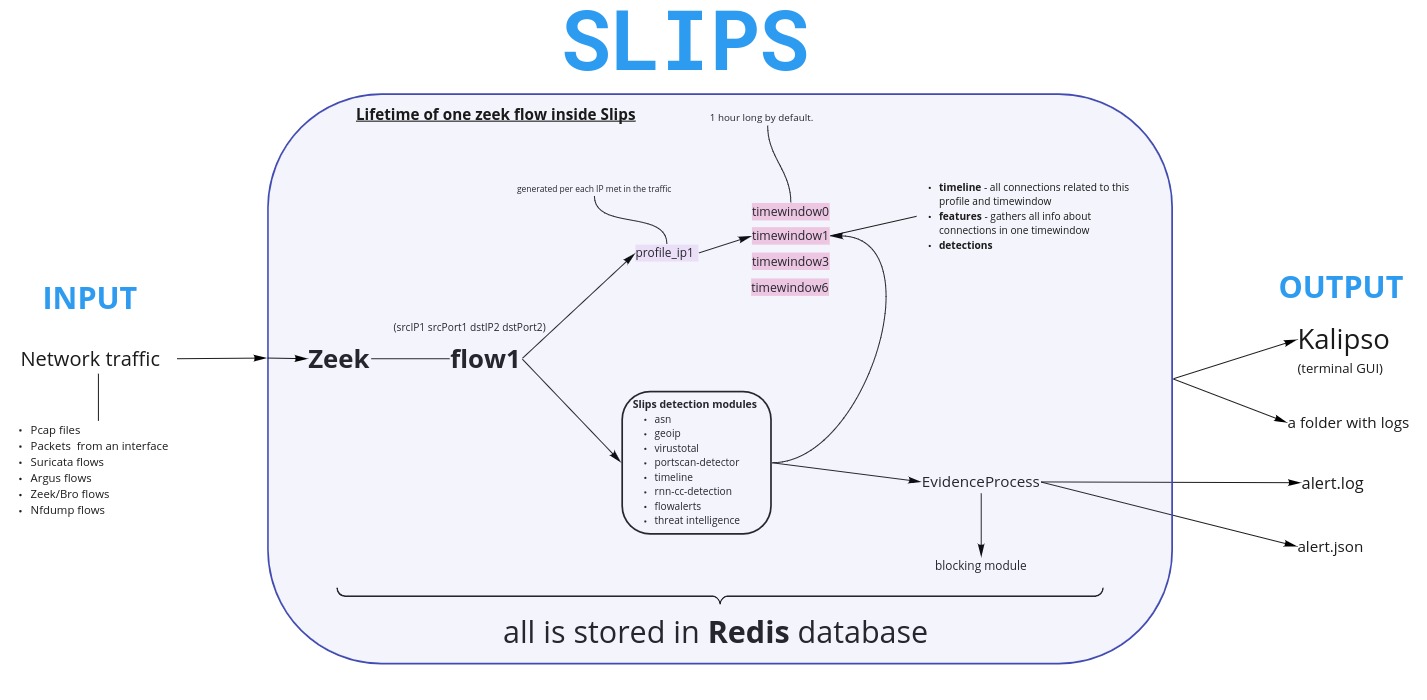 SLIPS
Lifetime of one zeek flow inside Slips
1 hour long by default.
generated per each IP met in the traffic
timewindow0
timewindow1
timewindow3
timewindow6
profile_ip1
• timeline - all connections related to this
profile and timewindow
• features - gathers all info about
connections in one timewindow
• detections
INPUT
Network traffic
• Pcap files
• Packets  from an interface
• Suricata flows
• Argus flows
• Zeek/Bro flows
• Nfdump flows
(srcIP1 srcPort1 dstIP2 dstPort2)
Zeek
flow1
Slips detection modules
• asn
• geoip
• virustotal
• portscan-detector
• timeline
• rnn-cc-detection
• flowalerts
• threat intelligence
EvidenceProcess
blocking module
OUTPUT
Kalipso
(terminal GUI)
a folder with logs
alert.log
alert.json
all is stored in Redis database